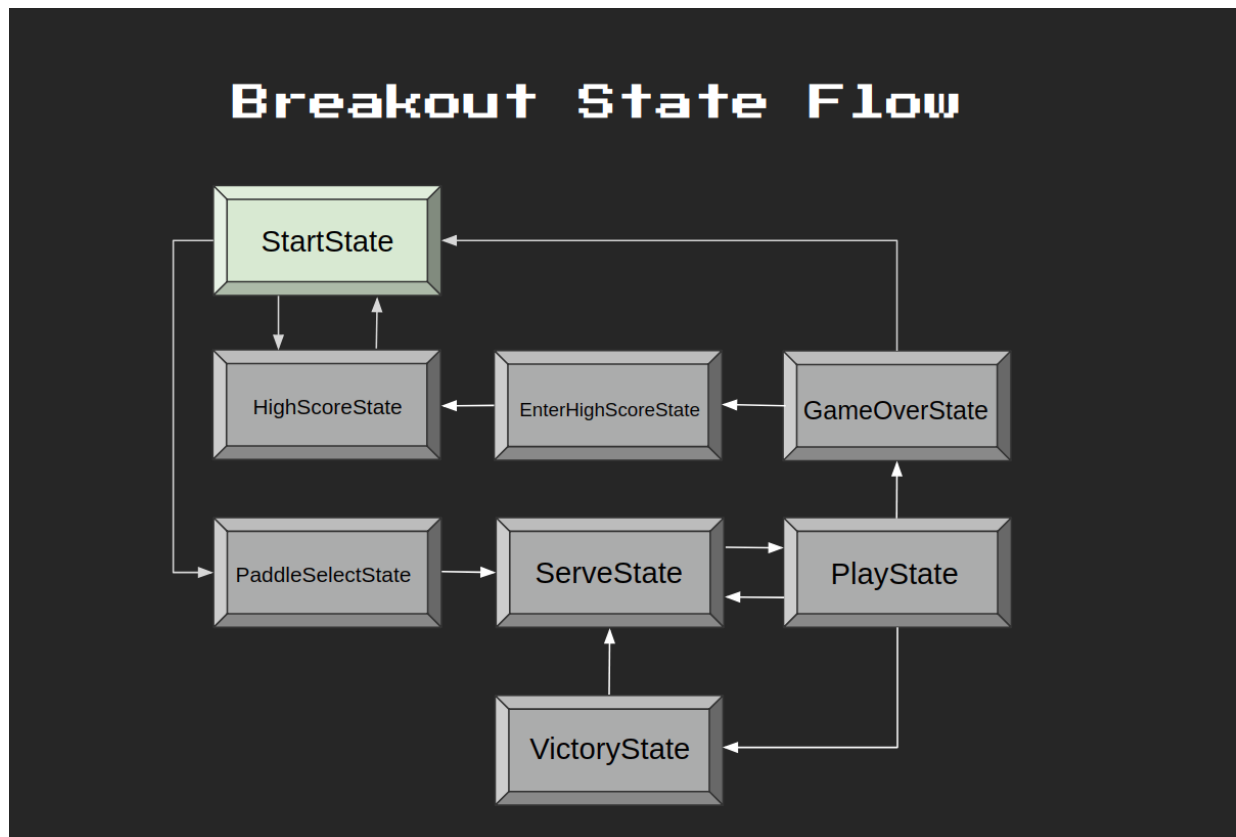 Breakout State Flow
StartState
HighScoreState
EnterHighScoreState
GameOverState
PaddleSelectState
ServeState
PlayState
VictoryState